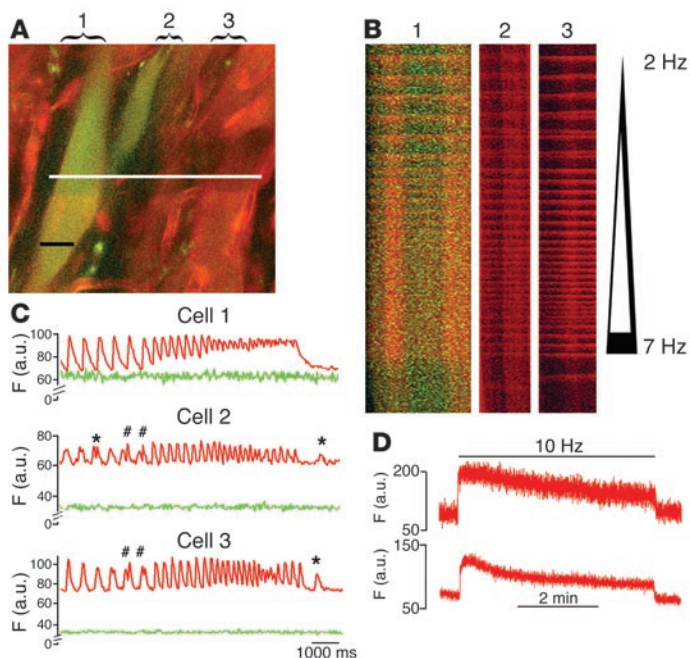 A
1 2 3
B
1 2 3
2 Hz
7 Hz
C
Cell 1
F (a.u.)
100
80
60
0
Cell 2
* # # *
F (a.u.)
80
60
40
0
Cell 3
# # *
F (a.u.)
100
80
60
40
0
1000 ms
D
10 Hz
F (a.u.)
200
50
F (a.u.)
150
50
2 min